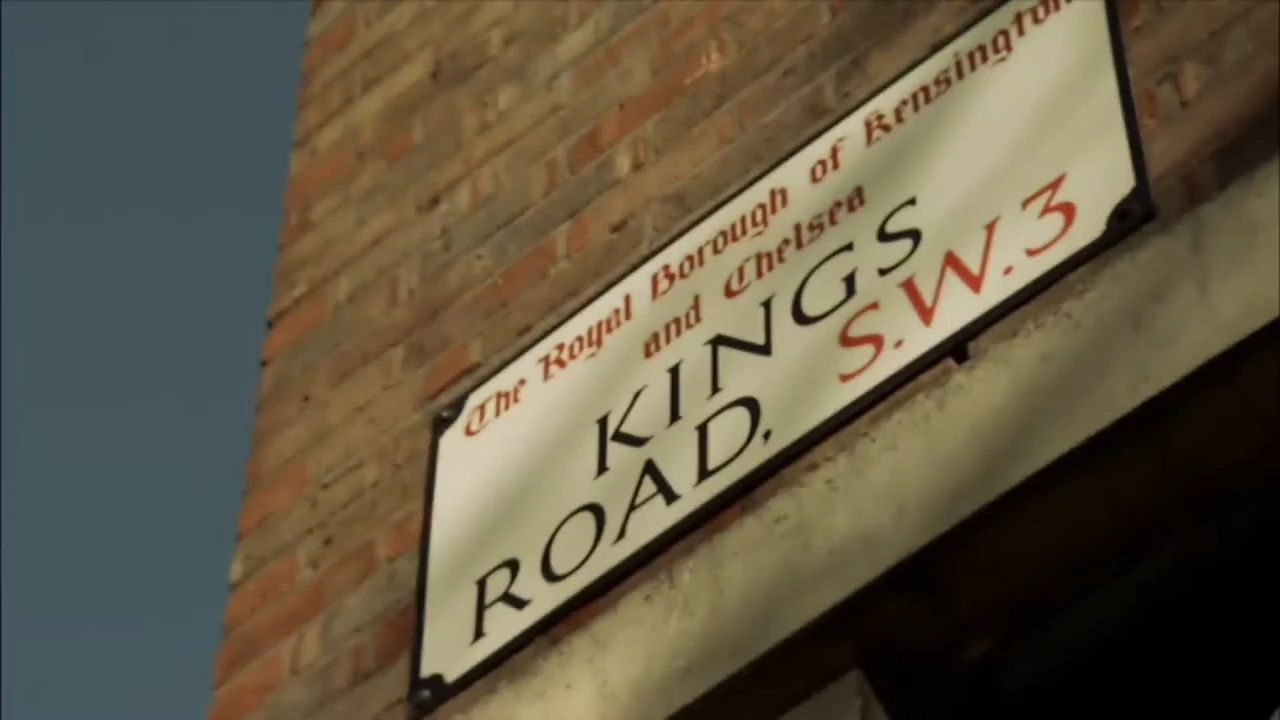 The Royal Borough of Kensington
and Chelsea
KINGS
ROAD, S.W.3